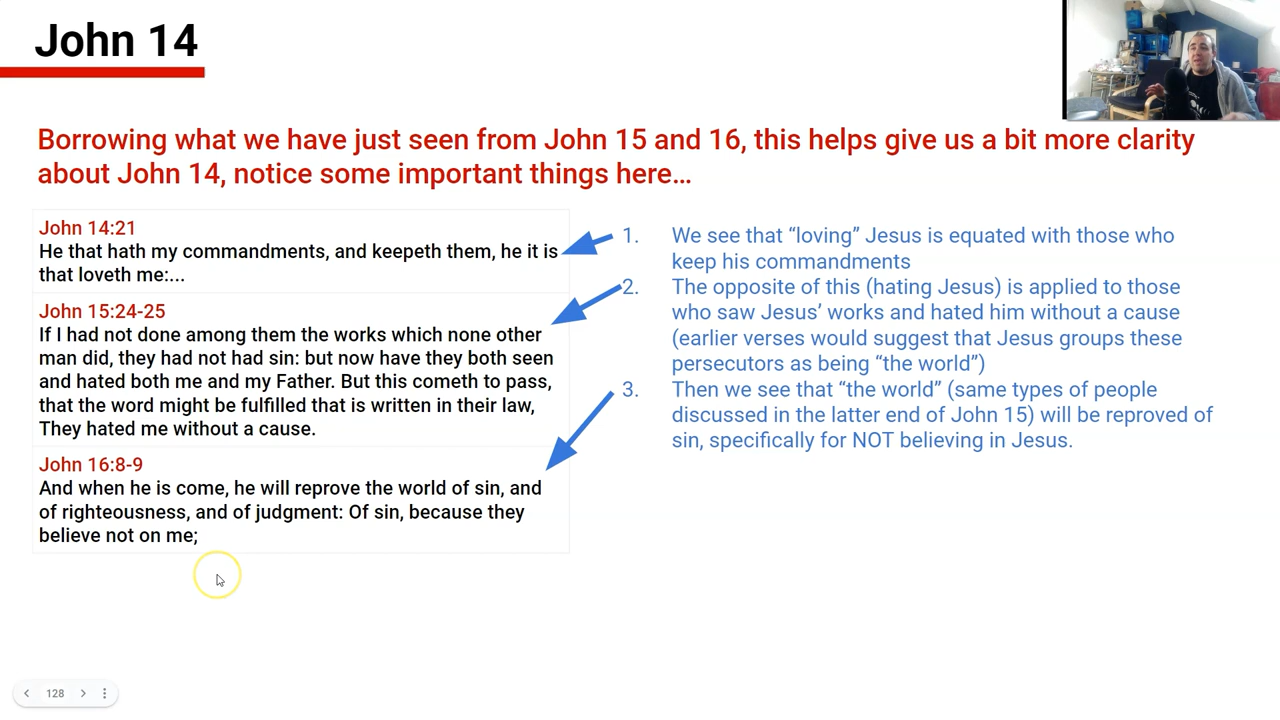 John 14
Borrowing what we have just seen from John 15 and 16, this helps give us a bit more clarity
about John 14, notice some important things here...
John 14:21
He that hath my commandments, and keepeth them, he it is
that loveth me:...
John 15:24-25
If I had not done among them the works which none other
man did, they had not had sin: but now have they both seen
and hated both me and my Father. But this cometh to pass,
that the word might be fulfilled that is written in their law,
They hated me without a cause.
John 16:8-9
And when he is come, he will reprove the world of sin, and
of righteousness, and of judgment: Of sin, because they
believe not on me;
1. We see that “loving” Jesus is equated with those who
keep his commandments
2. The opposite of this (hating Jesus) is applied to those
who saw Jesus’ works and hated him without a cause
(earlier verses would suggest that Jesus groups these
persecutors as being “the world”)
3. Then we see that “the world” (same types of people
discussed in the latter end of John 15) will be reproved of
sin, specifically for NOT believing in Jesus.
128